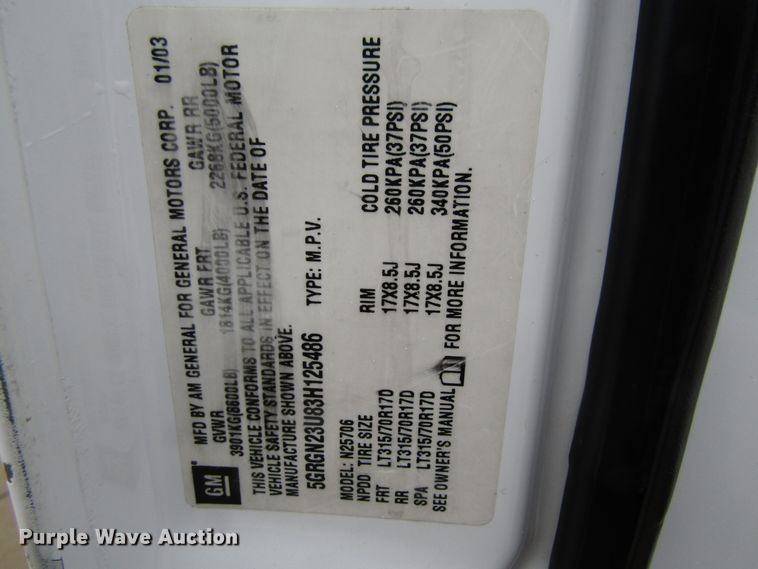 GM
MFD BY AM GENERAL FOR GENERAL MOTORS CORP. 01/03
GVWR GAWR FRT GAWR RR
3901KG(8600LB) 1814KG(4000LB) 2268KG(5000LB)
THIS VEHICLE CONFORMS TO ALL APPLICABLE U.S. FEDERAL MOTOR
VEHICLE SAFETY STANDARDS IN EFFECT ON THE DATE OF
MANUFACTURE SHOWN ABOVE.
5GRGN23U83H125486 TYPE: M.P.V.
MODEL: N25706
NPDD TIRE SIZE RIM COLD TIRE PRESSURE
FRT LT315/70R17D 17X8.5J 260KPA(37PSI)
RR LT315/70R17D 17X8.5J 260KPA(37PSI)
SPA LT315/70R17D 17X8.5J 340KPA(50PSI)
SEE OWNER'S MANUAL FOR MORE INFORMATION.
Purple Wave Auction